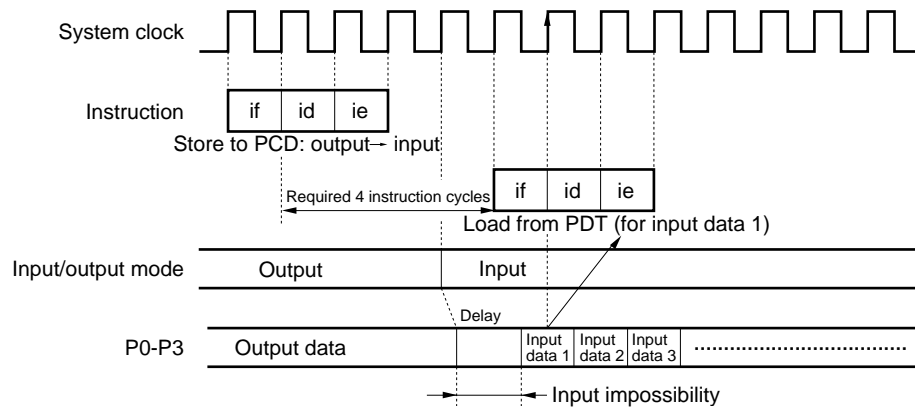 System clock
Instruction
if id ie
Store to PCD: output → input
Required 4 instruction cycles
if id ie
Load from PDT (for input data 1)
Input/output mode
Output
Input
Delay
P0-P3
Output data
Input data 1
Input data 2
Input data 3
Input impossibility